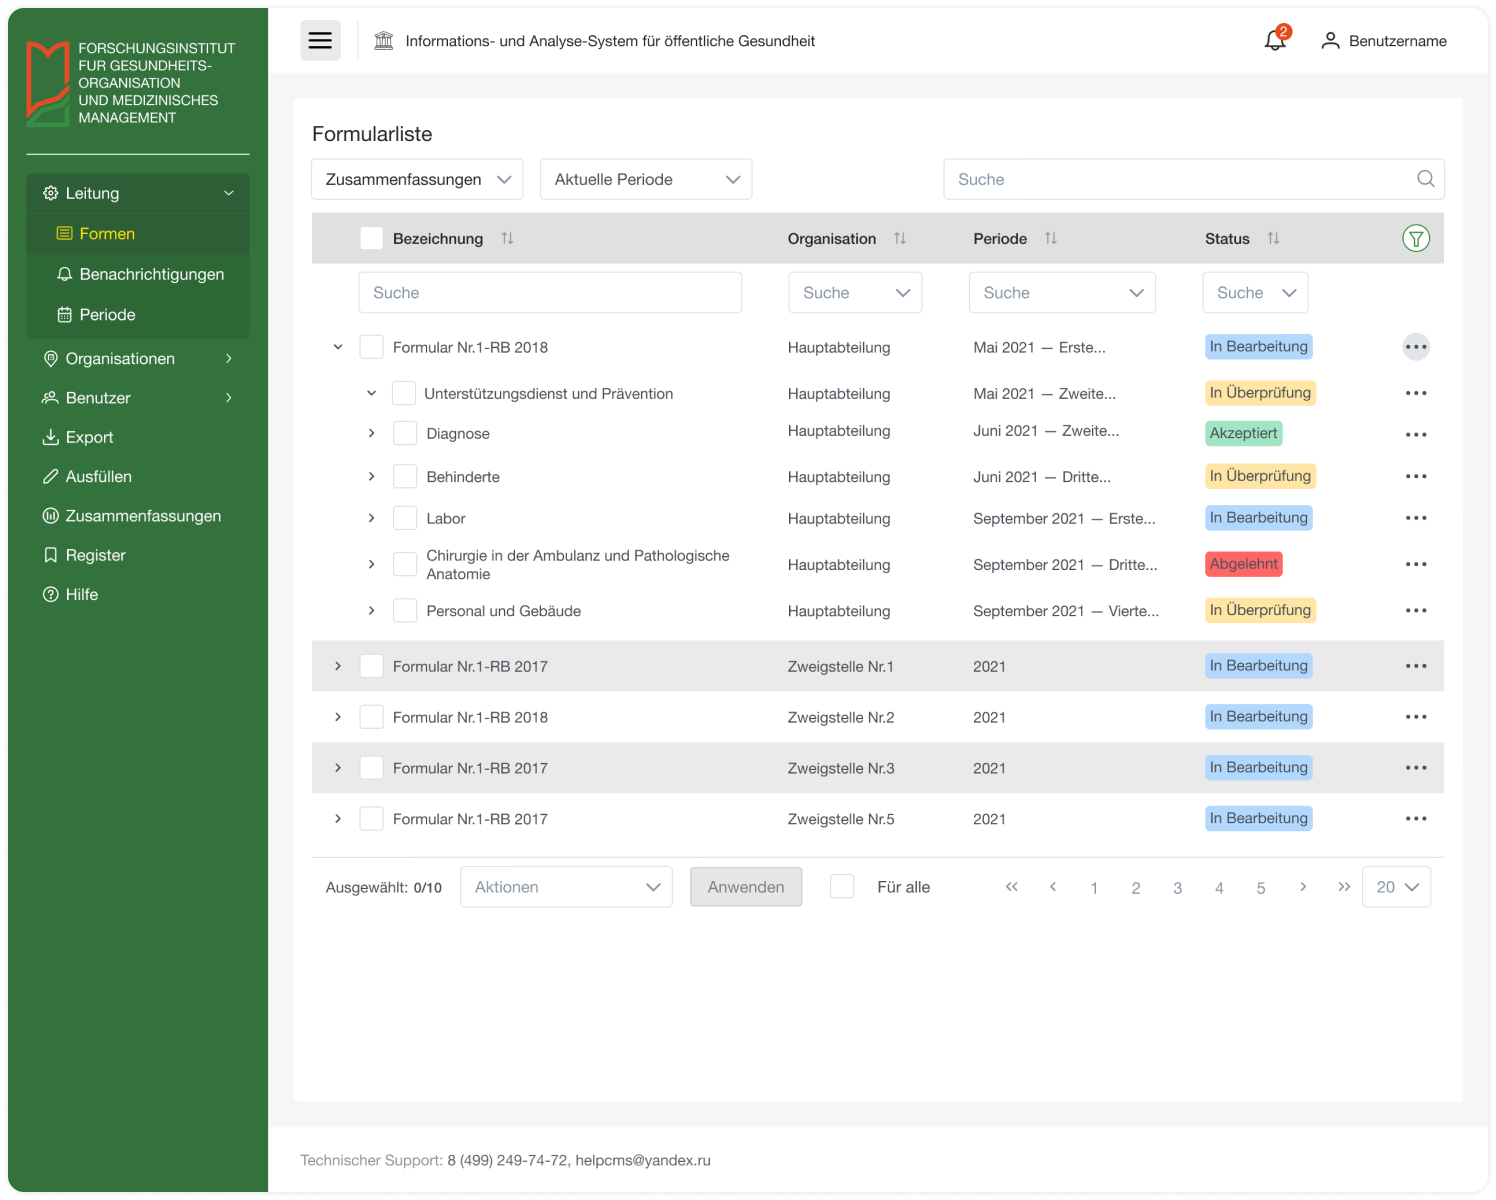 FORSCHUNGSINSTITUT
FUR GESUNDHEITS-
ORGANISATION
UND MEDIZINISCHES
MANAGEMENT
Leitung
Formen
Benachrichtigungen
Periode
Organisationen
Benutzer
Export
Ausfüllen
Zusammenfassungen
Register
Hilfe
Informations- und Analyse-System für öffentliche Gesundheit
2
Benutzername
Formularliste
Zusammenfassungen
Aktuelle Periode
Suche
Bezeichnung Organisation Periode Status
Suche Suche Suche Suche
Formular Nr.1-RB 2018 Hauptabteilung Mai 2021 — Erste... In Bearbeitung
Unterstützungsdienst und Prävention Hauptabteilung Mai 2021 — Zweite... In Überprüfung
Diagnose Hauptabteilung Juni 2021 — Zweite... Akzeptiert
Behinderte Hauptabteilung Juni 2021 — Dritte... In Überprüfung
Labor Hauptabteilung September 2021 — Erste... In Bearbeitung
Chirurgie in der Ambulanz und Pathologische
Anatomie Hauptabteilung September 2021 — Dritte... Abgelehnt
Personal und Gebäude Hauptabteilung September 2021 — Vierte... In Überprüfung
Formular Nr.1-RB 2017 Zweigstelle Nr.1 2021 In Bearbeitung
Formular Nr.1-RB 2018 Zweigstelle Nr.2 2021 In Bearbeitung
Formular Nr.1-RB 2017 Zweigstelle Nr.3 2021 In Bearbeitung
Formular Nr.1-RB 2017 Zweigstelle Nr.5 2021 In Bearbeitung
Ausgewählt: 0/10 Aktionen Anwenden Für alle 1 2 3 4 5 20
Technischer Support: 8 (499) 249-74-72, helpcms@yandex.ru